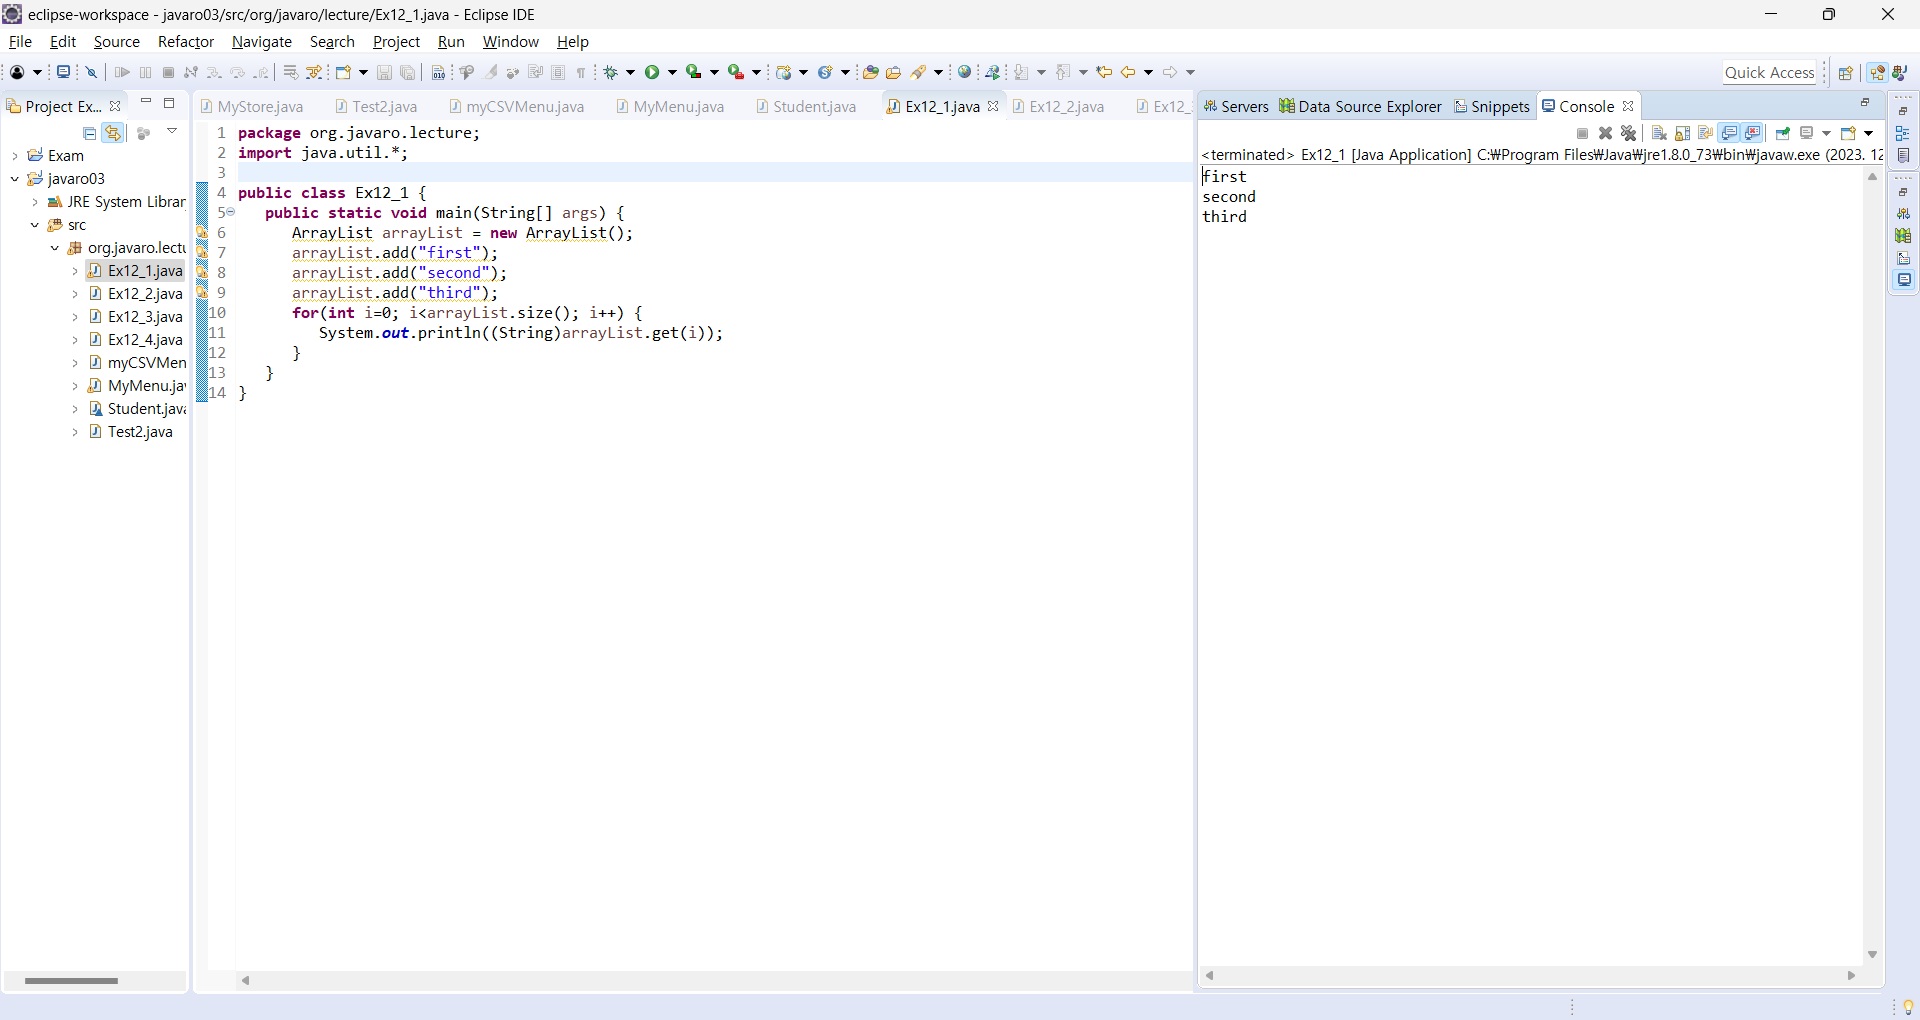 eclipse-workspace - javaro03/src/org/javaro/lecture/Ex12_1.java - Eclipse IDE
File Edit Source Refactor Navigate Search Project Run Window Help
Quick Access
Project Ex...
Exam
javaro03
JRE System Librar
src
org.javaro.lectu
Ex12_1.java
Ex12_2.java
Ex12_3.java
Ex12_4.java
myCSVMen
MyMenu.jav
Student.java
Test2.java
MyStore.java Test2.java myCSVMenu.java MyMenu.java Student.java Ex12_1.java Ex12_2.java Ex12_
1 package org.javaro.lecture;
2 import java.util.*;
3
4 public class Ex12_1 {
5 public static void main(String[] args) {
6 ArrayList arrayList = new ArrayList();
7 arrayList.add("first");
8 arrayList.add("second");
9 arrayList.add("third");
10 for(int i=0; i<arrayList.size(); i++) {
11 System.out.println((String)arrayList.get(i));
12 }
13 }
14 }
Servers Data Source Explorer Snippets Console
<terminated> Ex12_1 [Java Application] C:₩Program Files₩Java₩jre1.8.0_73₩bin₩javaw.exe (2023. 12
first
second
third